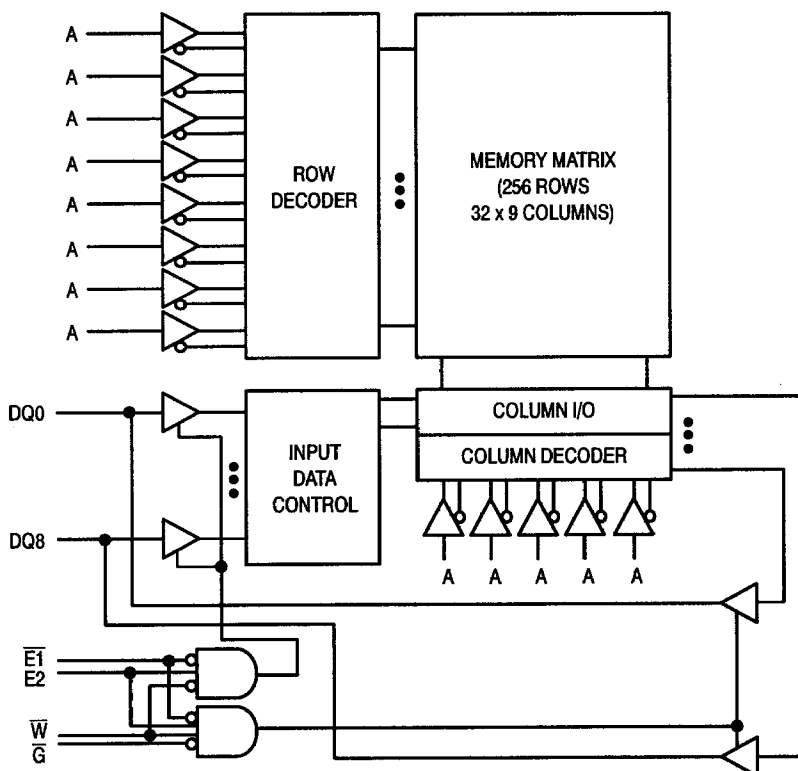 A
A
A
A
A
A
A
A
ROW
DECODER
MEMORY MATRIX
(256 ROWS
32 x 9 COLUMNS)
DQ0
DQ8
INPUT
DATA
CONTROL
COLUMN I/O
COLUMN DECODER
A A A A A
E1
E2
W
G